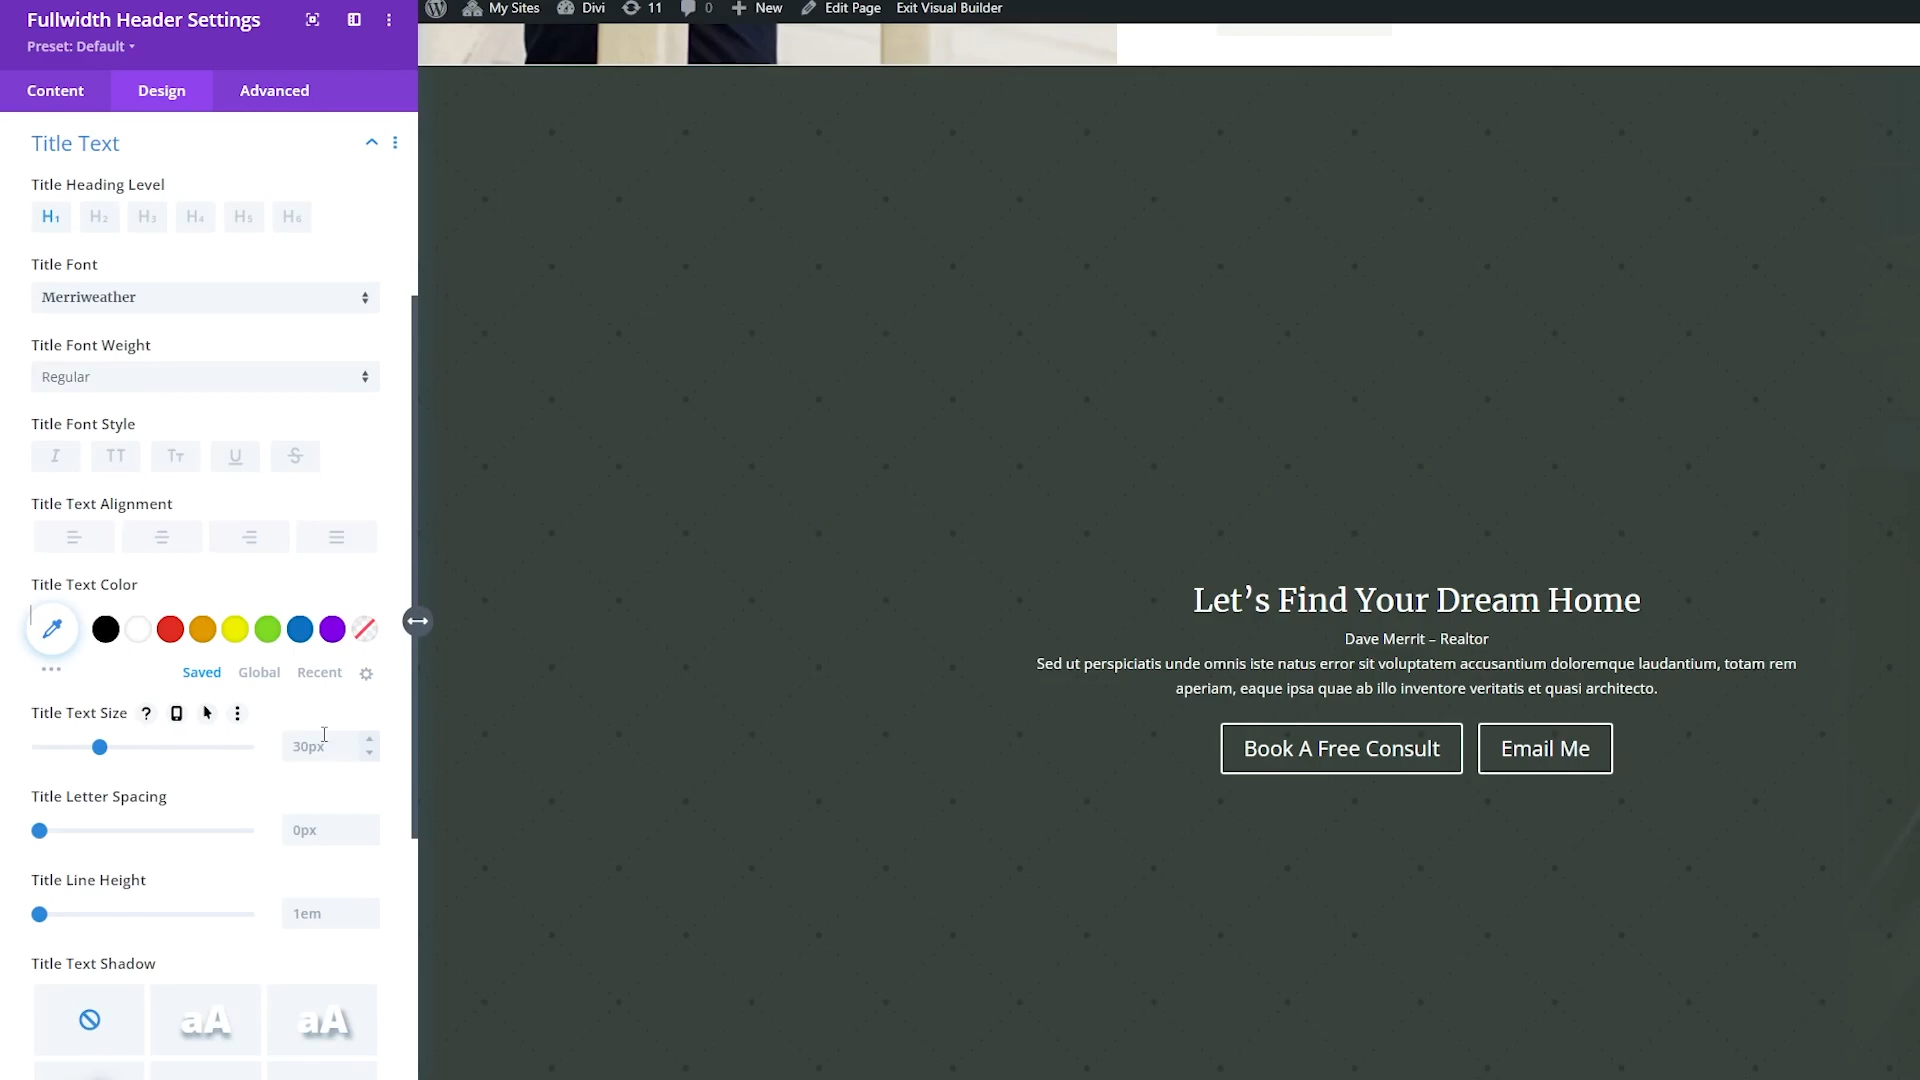 Fullwidth Header Settings
Preset: Default
Content
Design
Advanced
My Sites
Divi
11
0
New
Edit Page
Exit Visual Builder
Title Text
Title Heading Level
H1
H2
H3
H4
H5
H6
Title Font
Merriweather
Title Font Weight
Regular
Title Font Style
I
TT
Tt
U
S
Title Text Alignment
Title Text Color
Saved
Global
Recent
Title Text Size
?
30px
Title Letter Spacing
0px
Title Line Height
1em
Title Text Shadow
aA
aA
Let’s Find Your Dream Home
Dave Merrit – Realtor
Sed ut perspiciatis unde omnis iste natus error sit voluptatem accusantium doloremque laudantium, totam rem
aperiam, eaque ipsa quae ab illo inventore veritatis et quasi architecto.
Book A Free Consult
Email Me